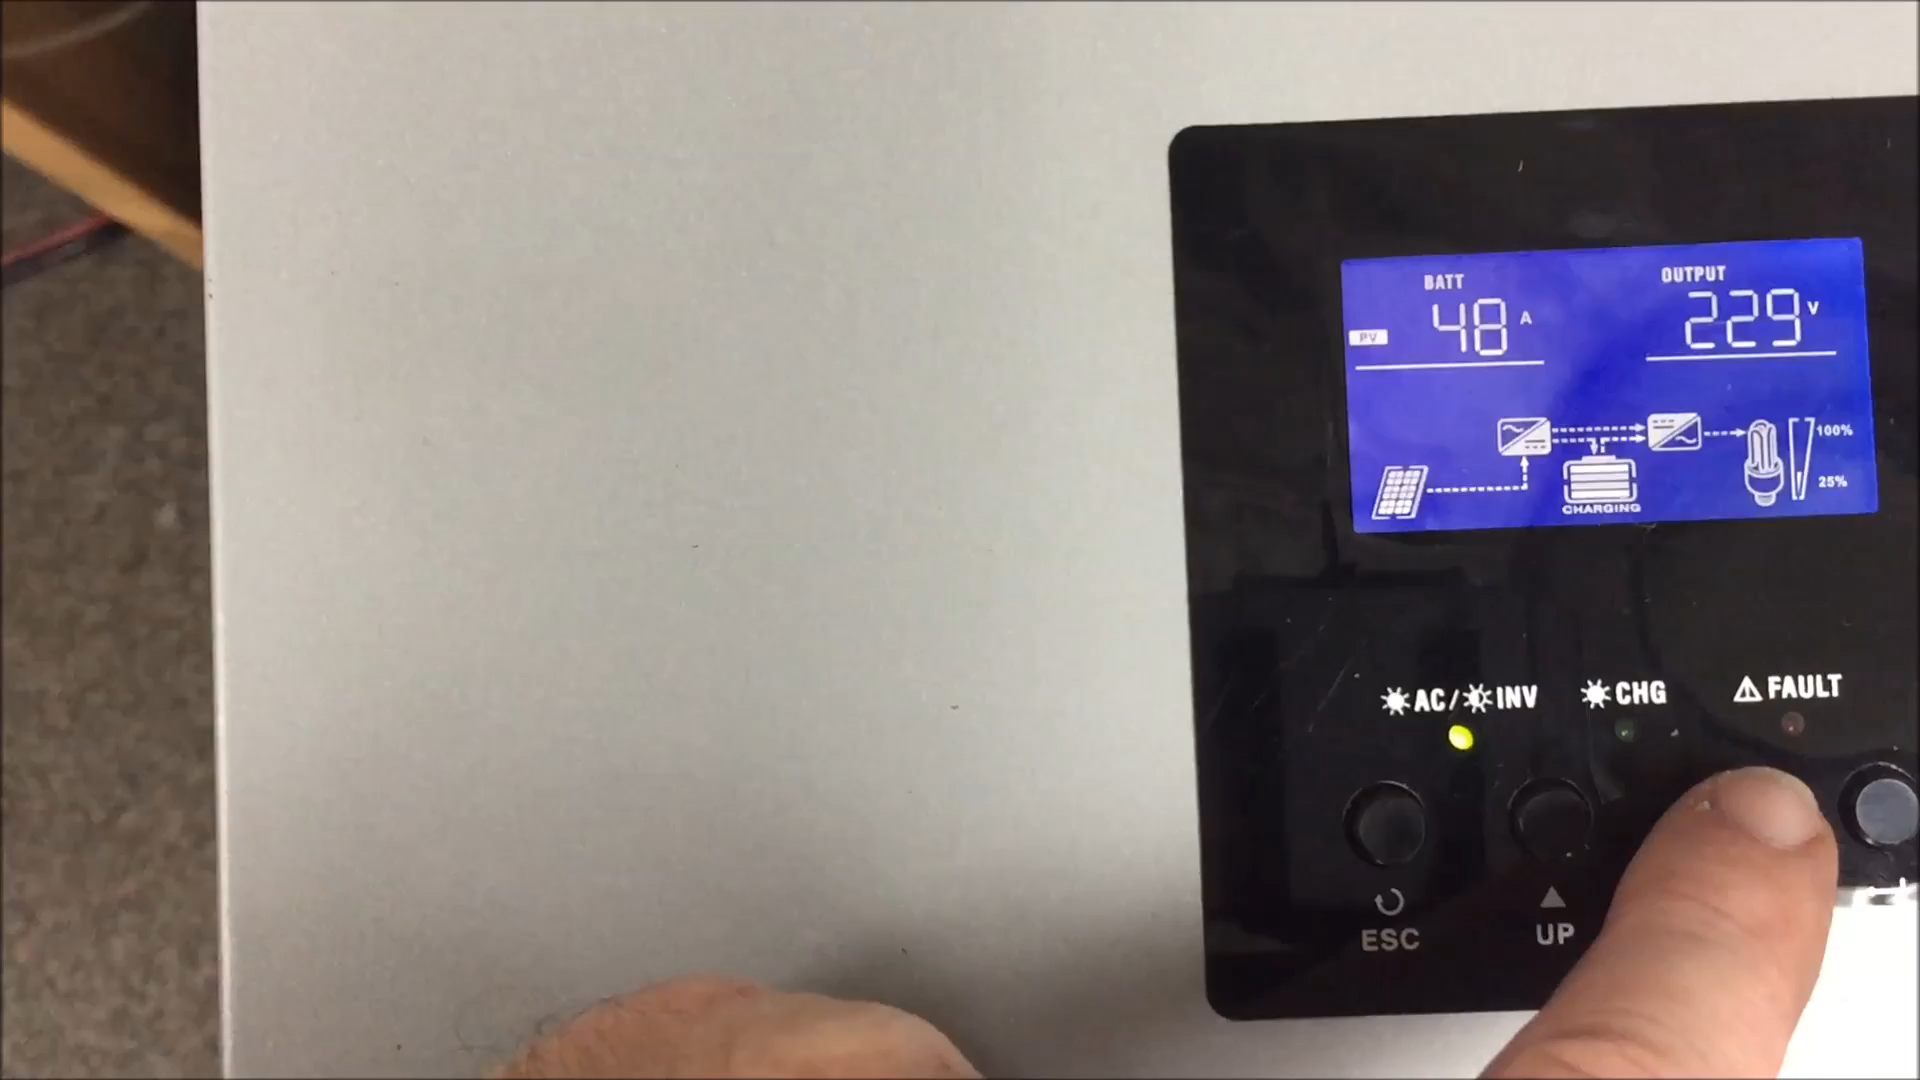 BATT
OUTPUT
PV 48 A
229 V
100%
25%
CHARGING
AC/ INV
CHG
⚠ FAULT
ESC
▲
UP